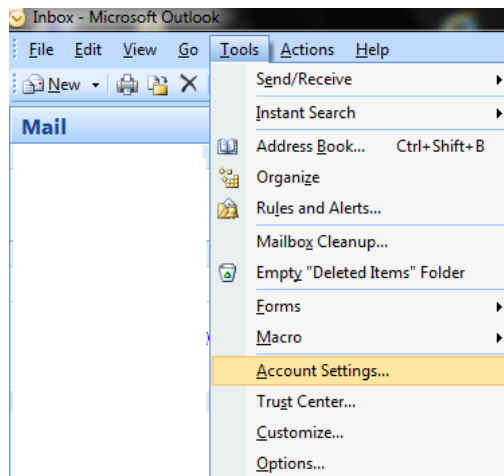 Inbox - Microsoft Outlook
File Edit View Go Tools Actions Help
New
Mail
Send/Receive
Instant Search
Address Book... Ctrl+Shift+B
Organize
Rules and Alerts...
Mailbox Cleanup...
Empty "Deleted Items" Folder
Forms
Macro
Account Settings...
Trust Center...
Customize...
Options...